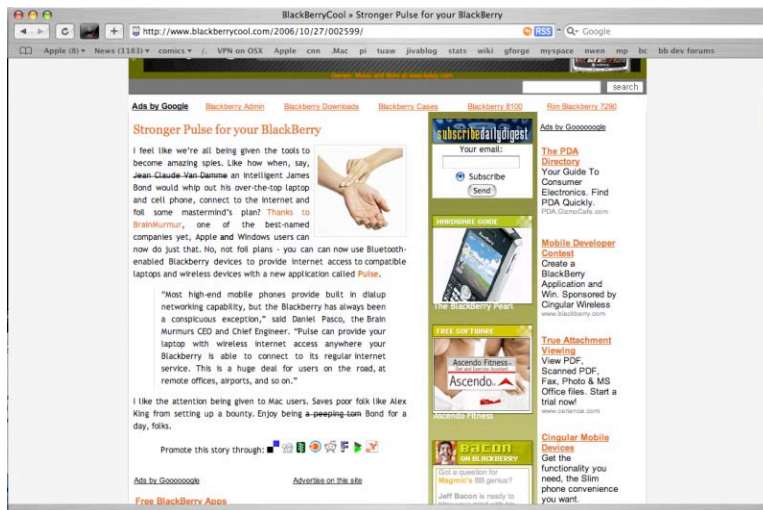 BlackBerryCool » Stronger Pulse for your BlackBerry
http://www.blackberrycool.com/2006/10/27/002599/
RSS
Google
Apple (8) News (1183) comics /. VPN on OSX Apple cnn .Mac pi tuaw jivablog stats wiki gforge myspace nwen mp bc bb dev forums
search
Ads by Google Blackberry Admin Blackberry Downloads Blackberry Cases Blackberry 8100 Rim Blackberry 7290
Stronger Pulse for your BlackBerry
I feel like we're all being given the tools to
become amazing spies. Like how when, say,
Jean Claude Van Damme an intelligent James
Bond would whip out his over-the-top laptop
and cell phone, connect to the internet and
foil some mastermind's plan? Thanks to
BrainMurmur, one of the best-named
companies yet, Apple and Windows users can
now do just that. No, not foil plans - you can can now use Bluetooth-
enabled Blackberry devices to provide internet access to compatible
laptops and wireless devices with a new application called Pulse.
"Most high-end mobile phones provide built in dialup
networking capability, but the Blackberry has always been
a conspicuous exception," said Daniel Pasco, the Brain
Murmurs CEO and Chief Engineer. "Pulse can provide your
laptop with wireless internet access anywhere your
Blackberry is able to connect to its regular internet
service. This is a huge deal for users on the road, at
remote offices, airports, and so on."
I like the attention being given to Mac users. Saves poor folk like Alex
King from setting up a bounty. Enjoy being a peeping tom Bond for a
day, folks.
Promote this story through:
Ads by Goooooogle
Advertise on this site
Free BlackBerry Apps
subscribedailydigest
Your email:
Subscribe
Send
HARDWARE GUIDE
The BlackBerry Pearl
FREE SOFTWARE
Ascendo Fitness
Ascendo
Ascendo Fitness
BACON
ON BLACKBERRY
Got a question for
Magmic's BB genius?
Jeff Bacon is ready to
Ads by Goooooogle
The PDA
Directory
Your Guide To
Consumer
Electronics. Find
PDA Quickly.
PDA.GizmoCafe.com
Mobile Developer
Contest
Create a
BlackBerry
Application and
Win. Sponsored by
Cingular Wireless
www.blackberry.com
True Attachment
Viewing
View PDF,
Scanned PDF,
Fax, Photo & MS
Office files. Start a
trial now!
www.cerience.com
Cingular Mobile
Devices
Get the
functionality you
need, the Slim
phone convenience
you want.